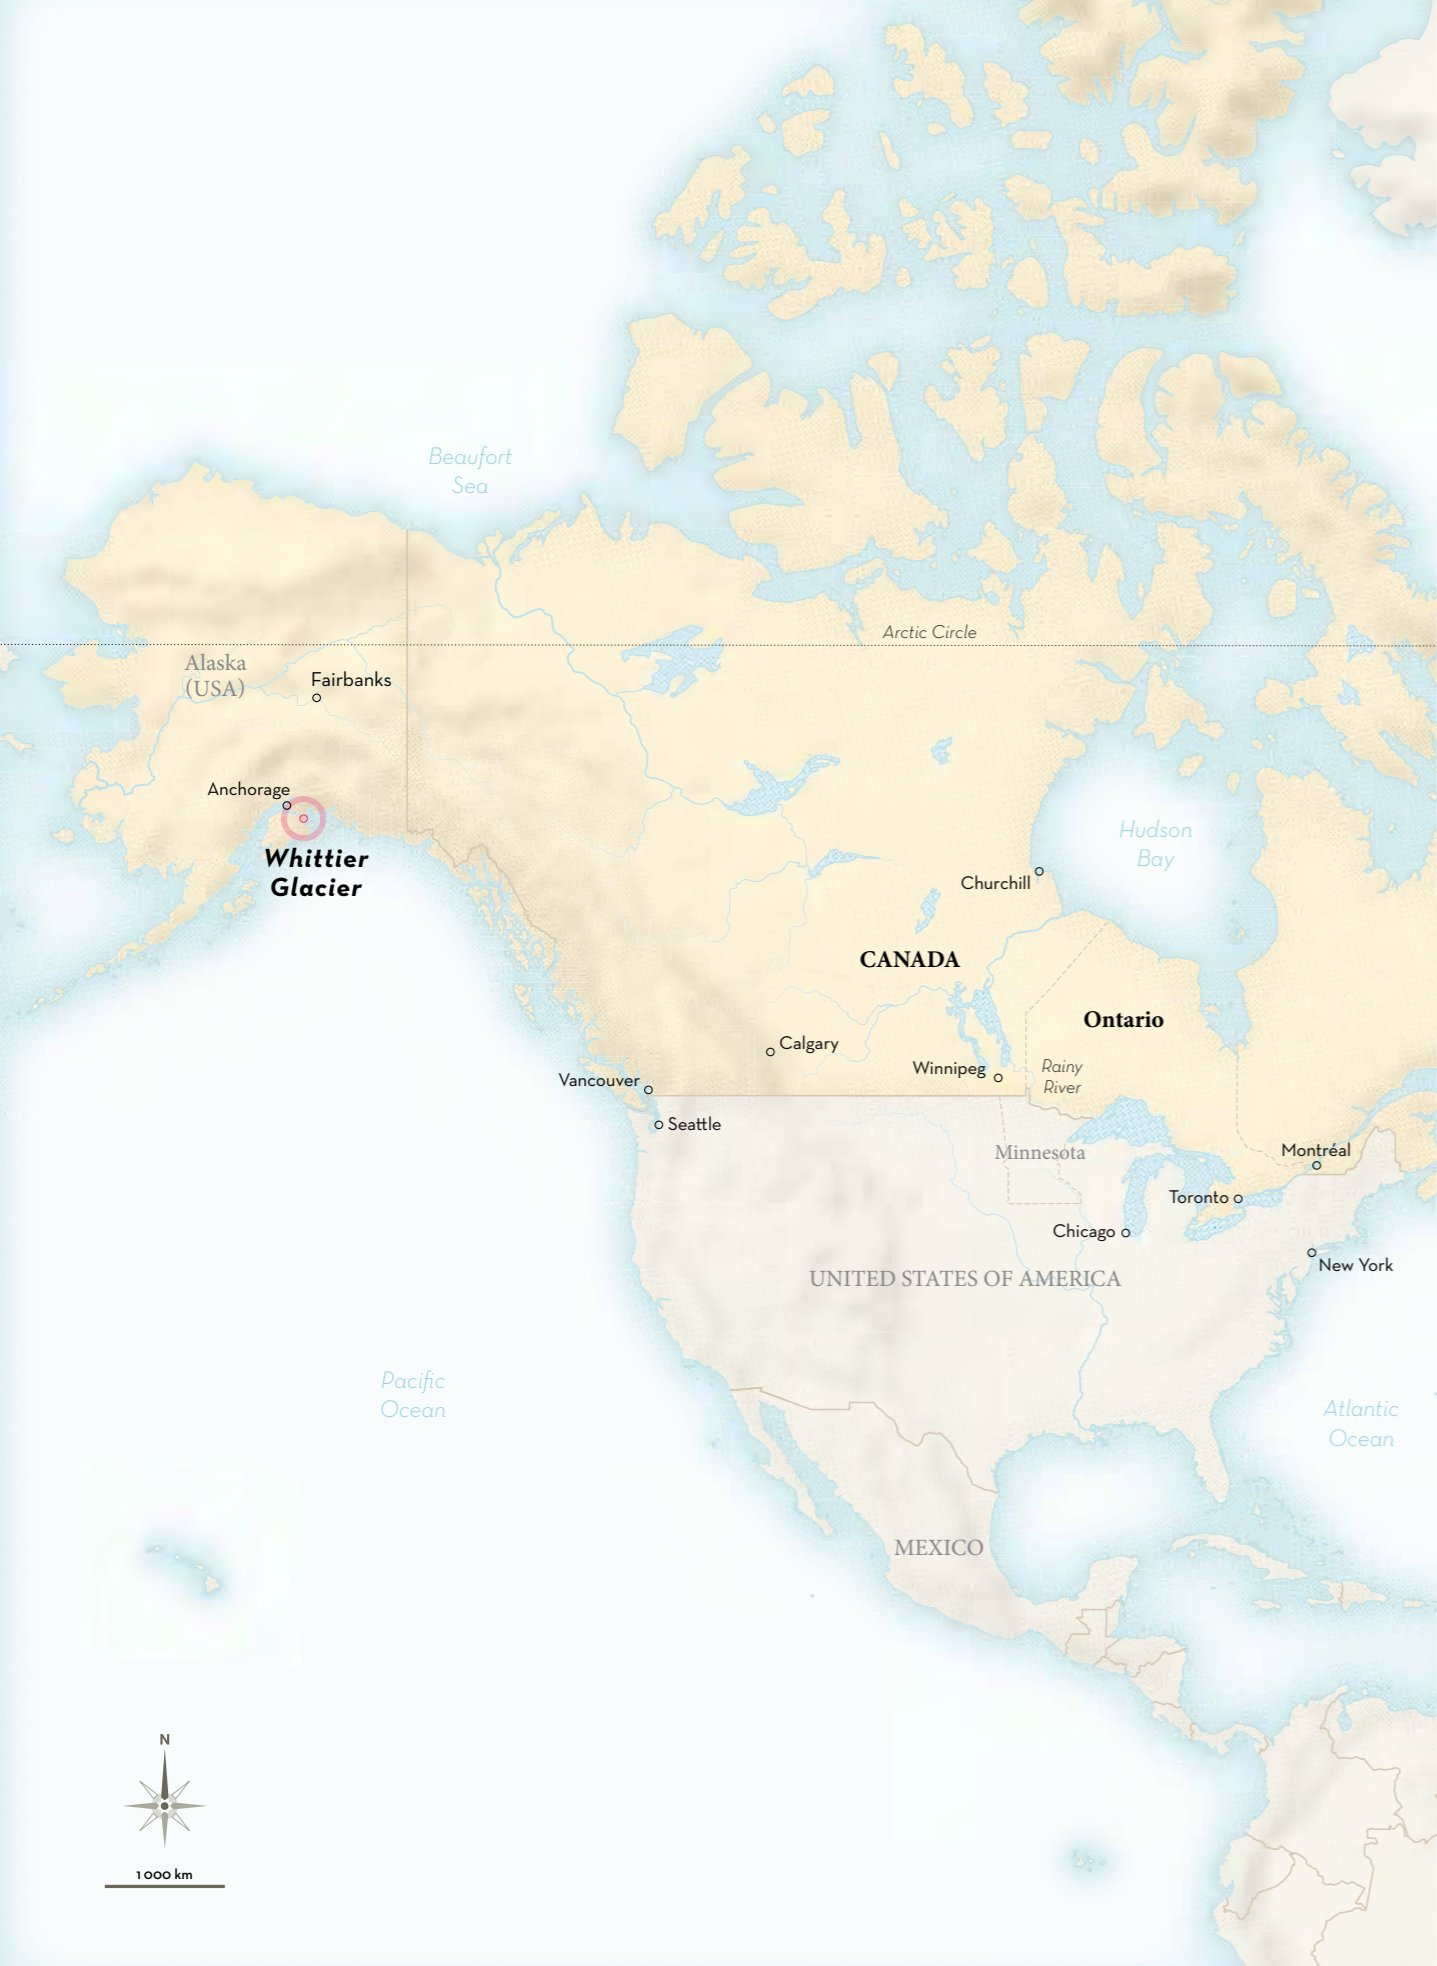 Beaufort
Sea
Arctic Circle
Alaska
(USA)
Fairbanks
Anchorage
Whittier
Glacier
Hudson
Bay
Churchill
CANADA
Ontario
Calgary
Winnipeg
Rainy
River
Vancouver
Seattle
Minnesota
Montréal
Toronto
Chicago
New York
UNITED STATES OF AMERICA
Pacific
Ocean
Atlantic
Ocean
MEXICO
N
1 000 km